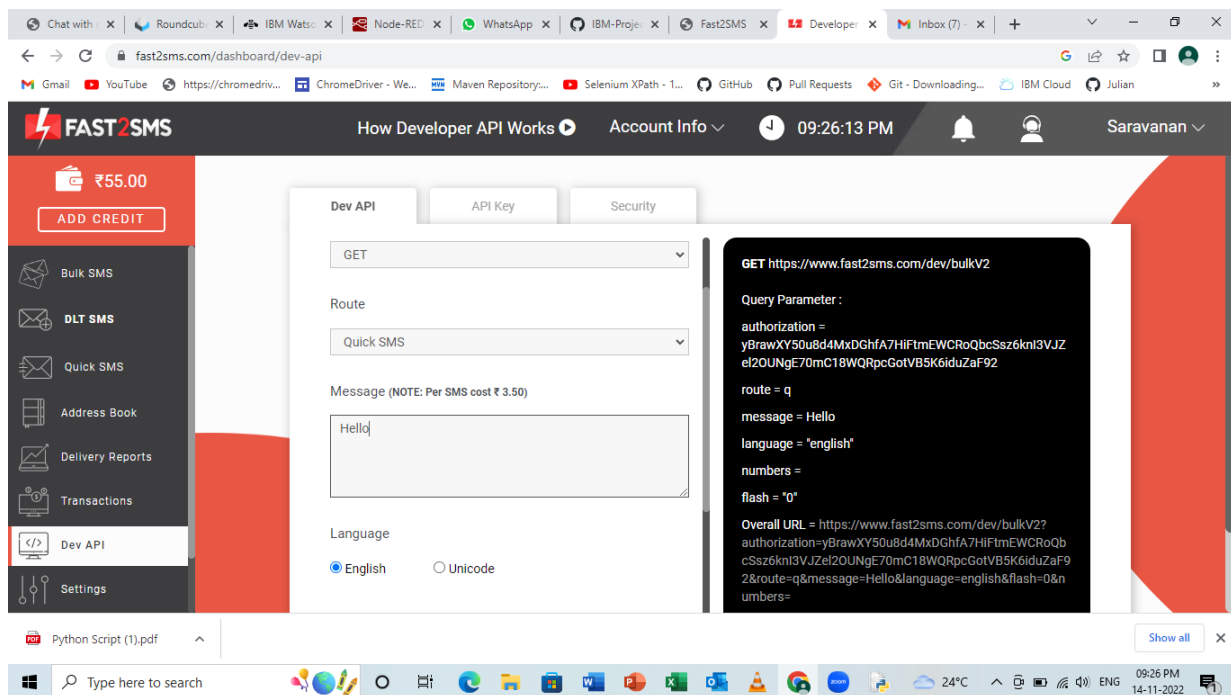 Chat with
Roundcub
IBM Watso
Node-RED
WhatsApp
IBM-Projec
Fast2SMS
Developer
Inbox (7) -
fast2sms.com/dashboard/dev-api
Gmail
YouTube
https://chromedriv...
ChromeDriver - We...
Maven Repository:...
Selenium XPath - 1...
GitHub
Pull Requests
Git - Downloading...
IBM Cloud
Julian
»
FAST2SMS
How Developer API Works
Account Info
09:26:13 PM
Saravanan
₹55.00
ADD CREDIT
Bulk SMS
DLT SMS
Quick SMS
Address Book
Delivery Reports
Transactions
Dev API
Settings
Dev API
API Key
Security
GET
Route
Quick SMS
Message (NOTE: Per SMS cost ₹ 3.50)
Hello
Language
English
Unicode
GET https://www.fast2sms.com/dev/bulkV2
Query Parameter :
authorization =
yBrawXY50u8d4MxDGhfA7HiFtmEWCRoQbcSsz6knI3VJZ
el2OUNgE70mC18WQRpcGotVB5K6iduZaF92
route = q
message = Hello
language = "english"
numbers =
flash = "0"
Overall URL = https://www.fast2sms.com/dev/bulkV2?
authorization=yBrawXY50u8d4MxDGhfA7HiFtmEWCRoQb
cSsz6knI3VJZel2OUNgE70mC18WQRpcGotVB5K6iduZaF9
2&route=q&message=Hello&language=english&flash=0&n
umbers=
Python Script (1).pdf
Show all
Type here to search
24°C
ENG
09:26 PM
14-11-2022